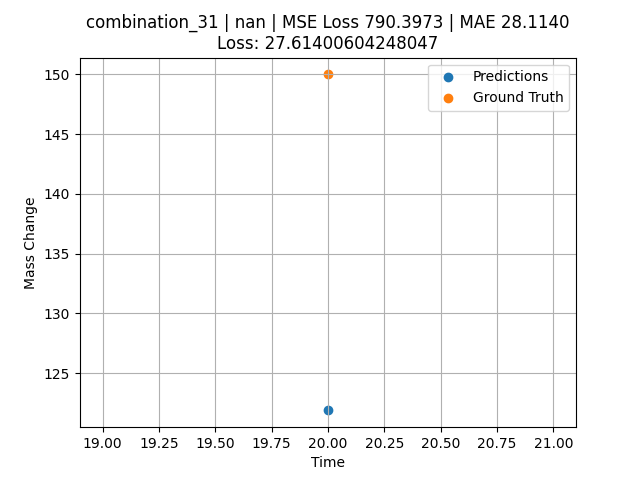 combination_31 | nan | MSE Loss 790.3973 | MAE 28.1140
Loss: 27.61400604248047
Predictions
Ground Truth
150
145
140
135
130
125
Mass Change
19.00 19.25 19.50 19.75 20.00 20.25 20.50 20.75 21.00
Time